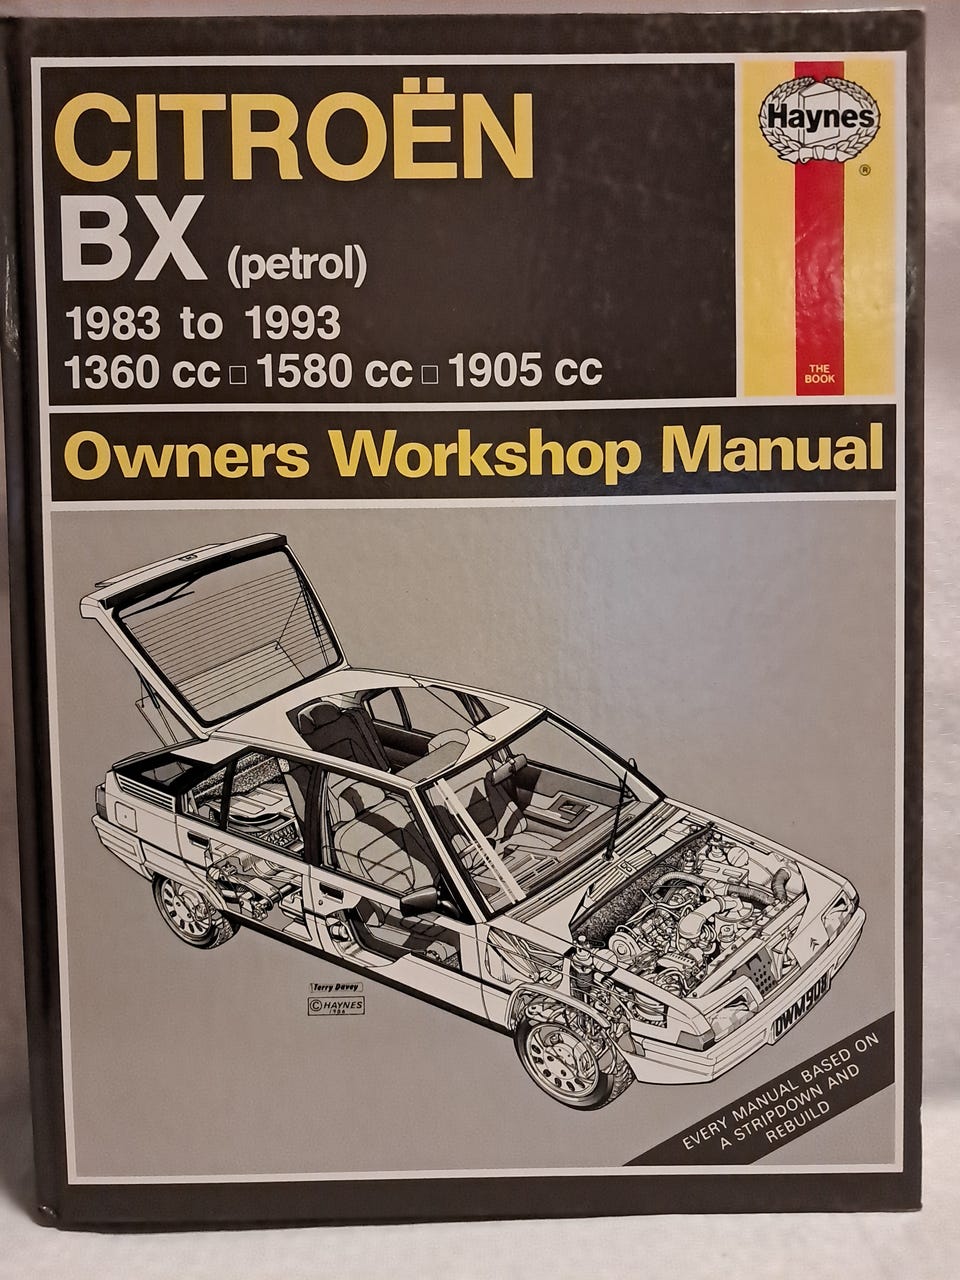 CITROËN
BX (petrol)
1983 to 1993
1360 cc □ 1580 cc □ 1905 cc
Haynes
®
THE
BOOK
Owners Workshop Manual
Terry Davey
© HAYNES
1986
EVERY MANUAL BASED ON
A STRIPDOWN AND
REBUILD